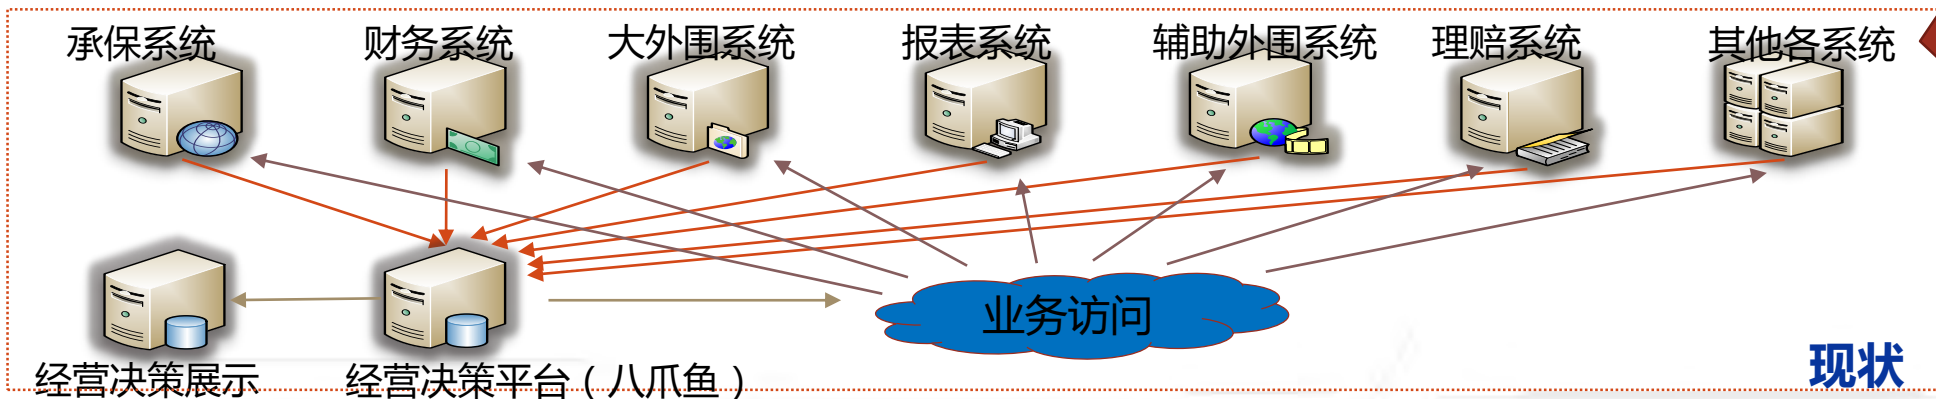 承保系统
财务系统
大外围系统
报表系统
辅助外围系统
理赔系统
其他各系统
业务访问
经营决策展示
经营决策平台（八爪鱼）
现状